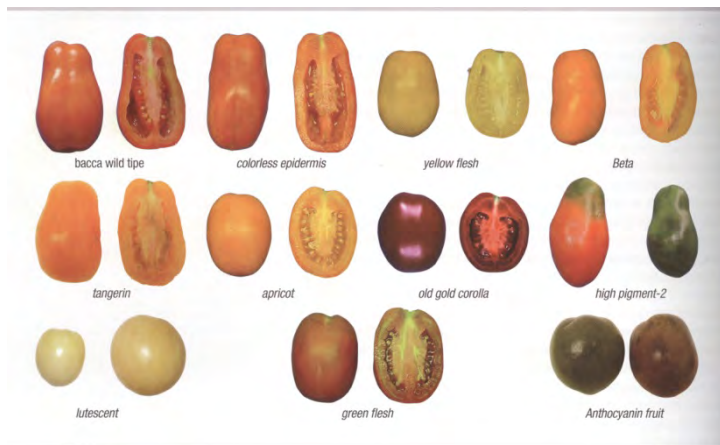 bacca wild tipe
colorless epidermis
yellow flesh
Beta
tangerin
apricot
old gold corolla
high pigment-2
lutescent
green flesh
Anthocyanin fruit